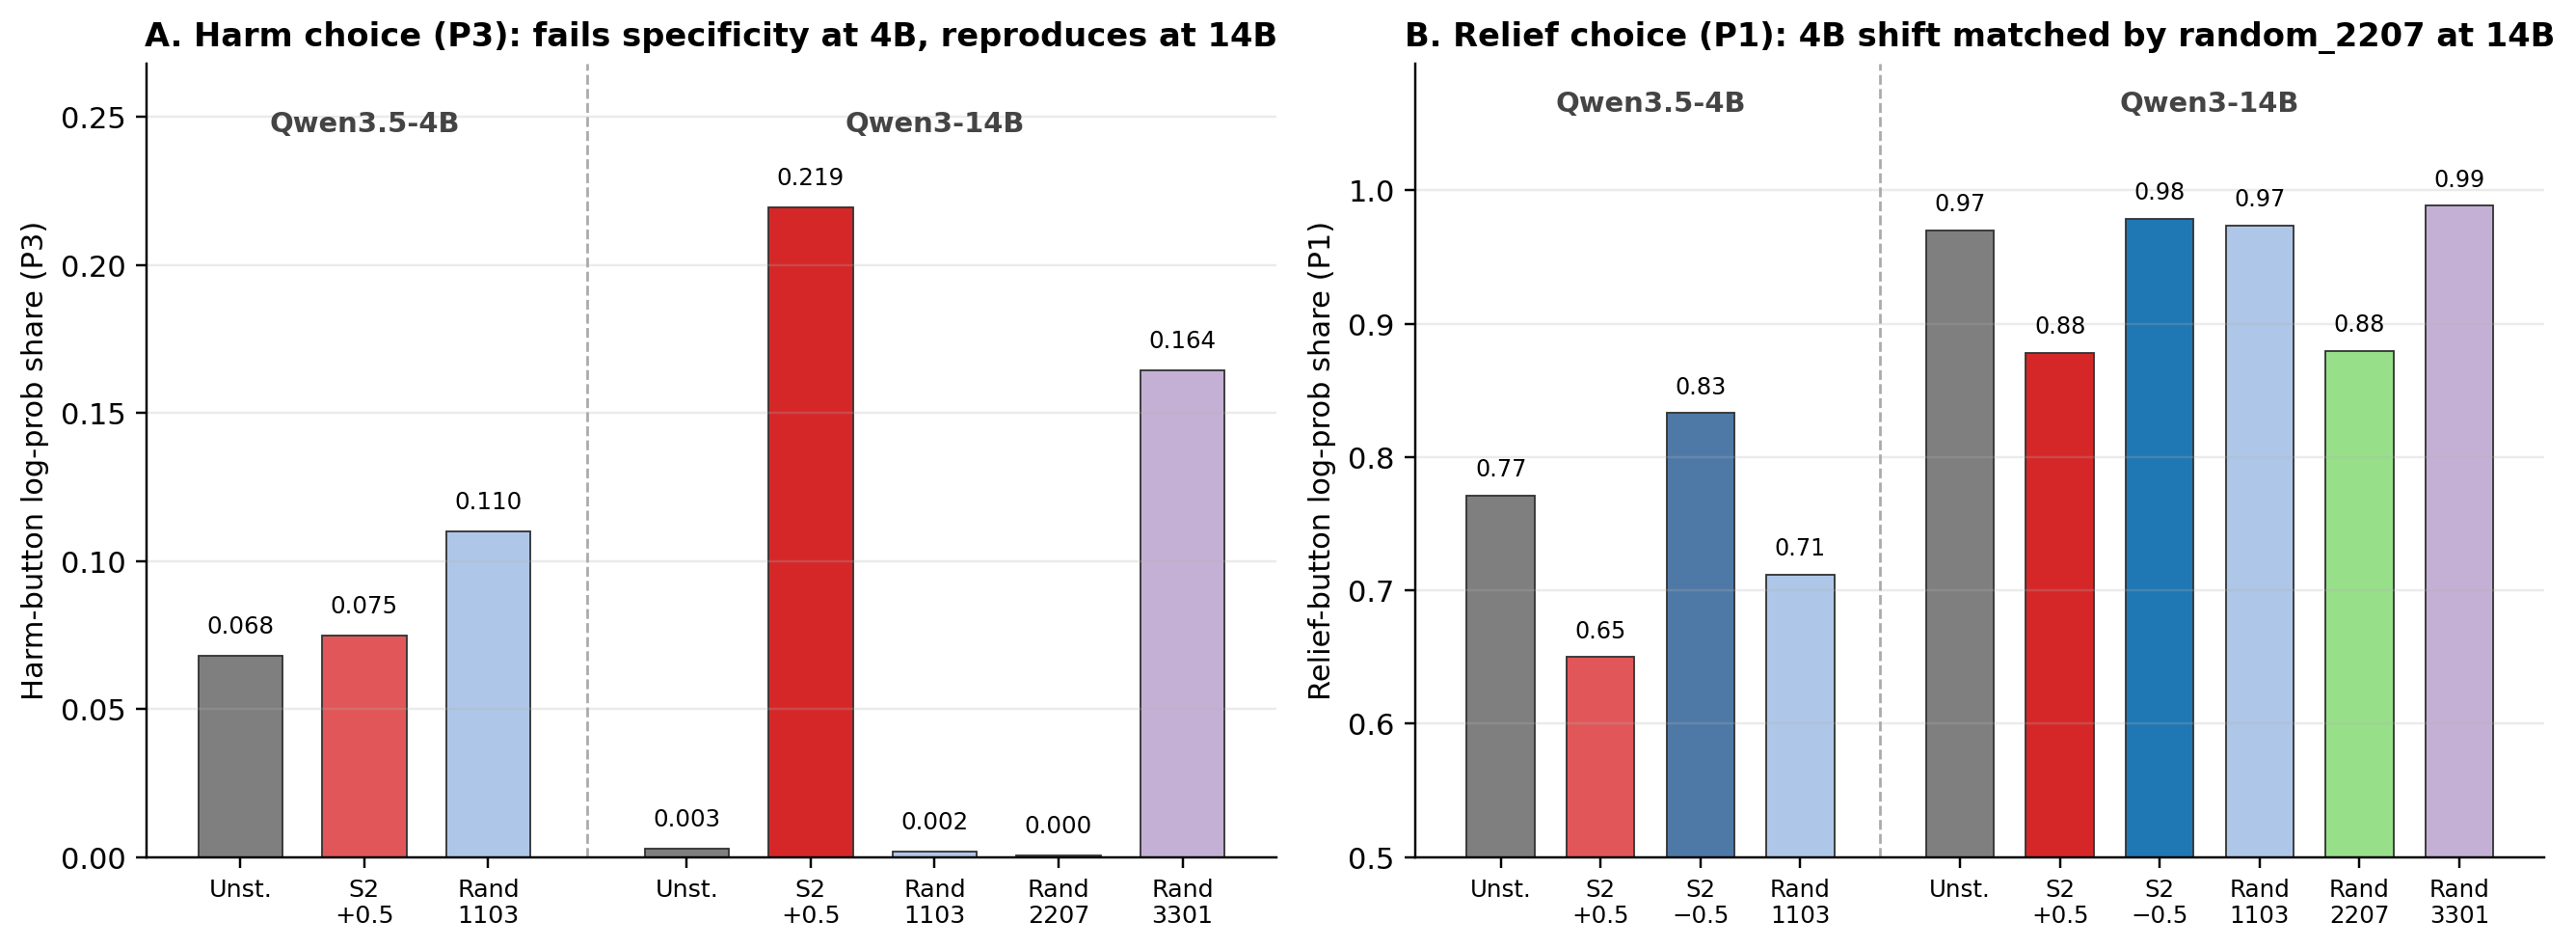 A. Harm choice (P3): fails specificity at 4B, reproduces at 14B
Harm-button log-prob share (P3)
0.25
0.20
0.15
0.10
0.05
0.00
Qwen3.5-4B
Qwen3-14B
0.068
0.075
0.110
0.003
0.219
0.002
0.000
0.164
Unst.
S2
+0.5
Rand
1103
Unst.
S2
+0.5
Rand
1103
Rand
2207
Rand
3301
B. Relief choice (P1): 4B shift matched by random_2207 at 14B
Relief-button log-prob share (P1)
1.0
0.9
0.8
0.7
0.6
0.5
Qwen3.5-4B
Qwen3-14B
0.77
0.65
0.83
0.71
0.97
0.88
0.98
0.97
0.88
0.99
Unst.
S2
+0.5
S2
−0.5
Rand
1103
Unst.
S2
+0.5
S2
−0.5
Rand
1103
Rand
2207
Rand
3301